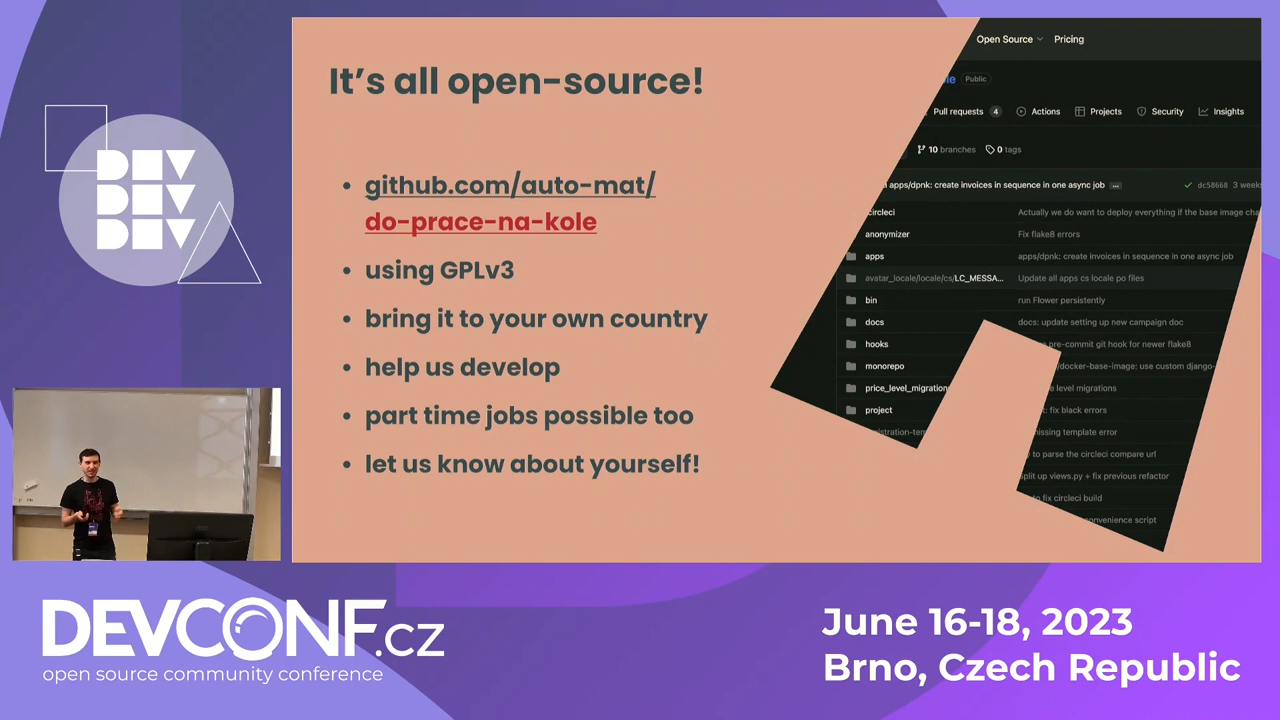 It's all open-source!
• github.com/auto-mat/
do-prace-na-kole
• using GPLv3
• bring it to your own country
• help us develop
• part time jobs possible too
• let us know about yourself!
Open Source Pricing
Public
Pull requests 4 Actions Projects Security Insights
10 branches 0 tags
apps/dpnk: create invoices in sequence in one async job ... dc58668 3 weeks
circleci Actually we do want to deploy everything if the base image cha
anonymizer Fix flake8 errors
apps apps/dpnk: create invoices in sequence in one async job
avatar_locale/locale/cs/LC_MESSA... Update all apps cs locale po files
bin run Flower persistently
docs docs: update setting up new campaign doc
hooks pre-commit git hook for newer flake8
monorepo /docker-base-image: use custom django-
price_level_migration level migrations
project fix black errors
missing template error
to parse the circleci compare url
split up views.py + fix previous refactor
fix circleci build
convenience script
DEV
DEV
DEV
DEVCONF.cz
open source community conference
June 16-18, 2023
Brno, Czech Republic